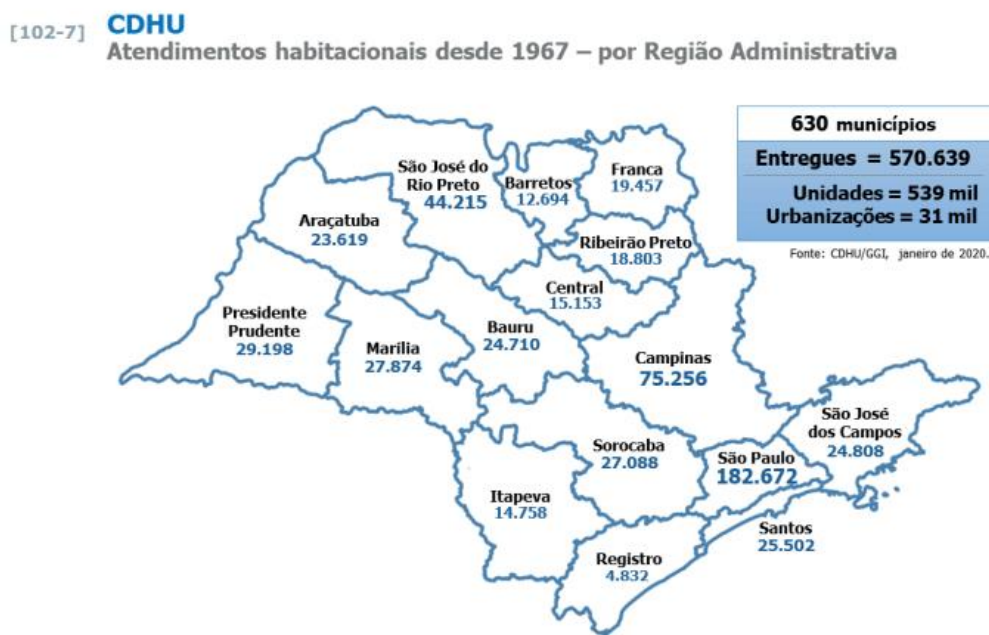 [102-7] CDHU
Atendimentos habitacionais desde 1967 – por Região Administrativa
630 municípios
Entregues = 570.639
Unidades = 539 mil
Urbanizações = 31 mil
Fonte: CDHU/GGI, janeiro de 2020.
São José do
Rio Preto
44.215
Barretos
12.694
Franca
19.457
Araçatuba
23.619
Ribeirão Preto
18.803
Central
15.153
Presidente
Prudente
29.198
Marilia
27.874
Bauru
24.710
Campinas
75.256
São José
dos Campos
24.808
Sorocaba
27.088
São Paulo
182.672
Itapeva
14.758
Santos
25.502
Registro
4.832